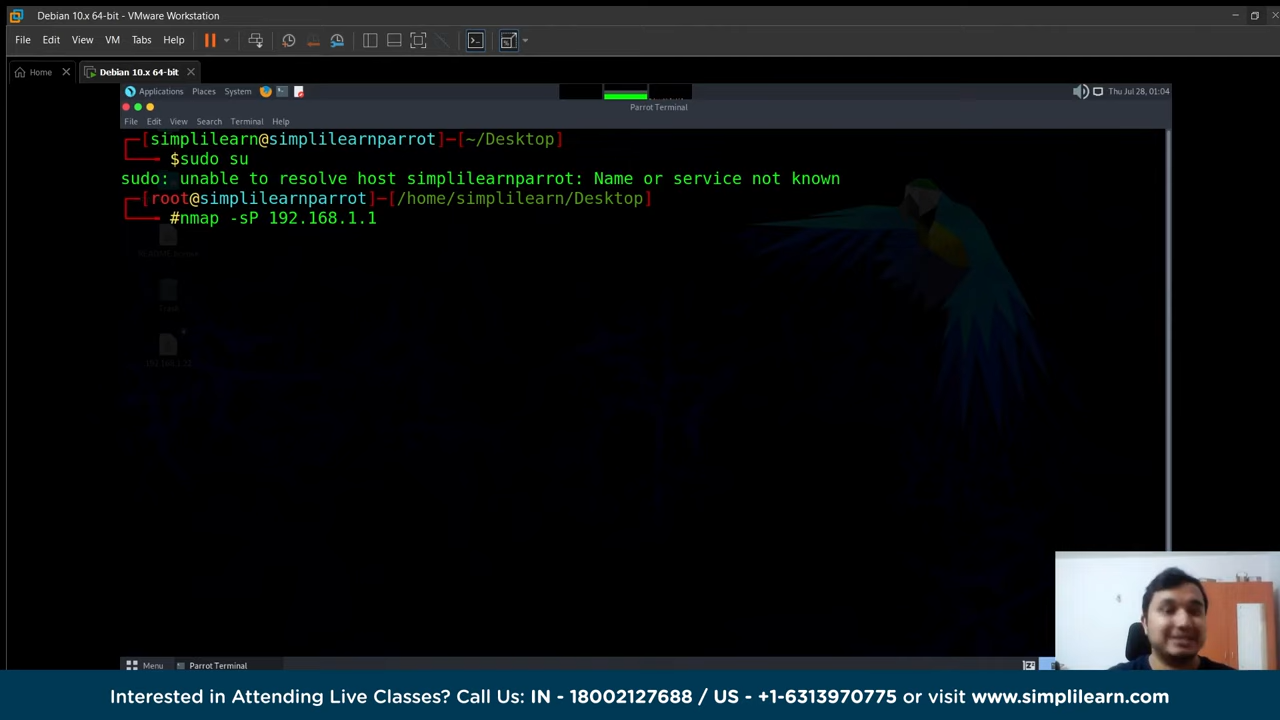 Debian 10.x 64-bit - VMware Workstation
File Edit View VM Tabs Help
Home Debian 10.x 64-bit
Applications Places System Thu Jul 28, 01:04
Parrot Terminal
File Edit View Search Terminal Help
┌─[simplilearn@simplilearnparrot]─[~/Desktop]
└──╼ $sudo su
sudo: unable to resolve host simplilearnparrot: Name or service not known
┌─[root@simplilearnparrot]─[/home/simplilearn/Desktop]
└──╼ #nmap -sP 192.168.1.1
Menu Parrot Terminal
Interested in Attending Live Classes? Call Us: IN - 18002127688 / US - +1-6313970775 or visit www.simplilearn.com